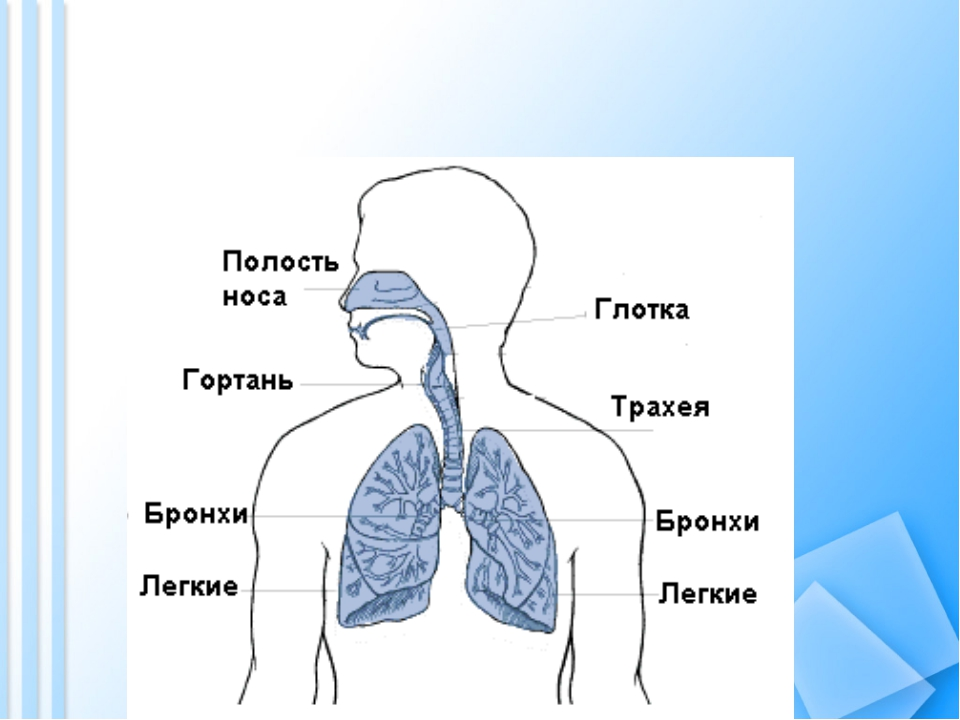 Полость
носа
Глотка
Гортань
Трахея
Бронхи
Бронхи
Легкие
Легкие